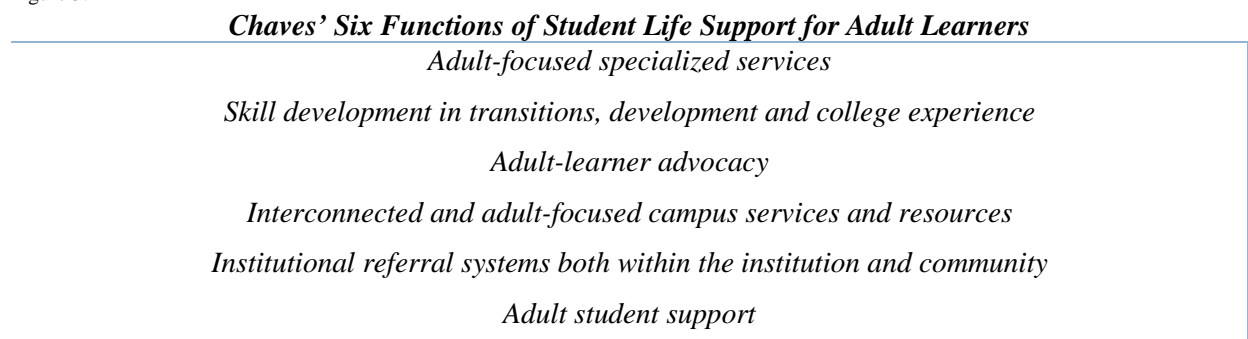 Chaves’ Six Functions of Student Life Support for Adult Learners
Adult-focused specialized services
Skill development in transitions, development and college experience
Adult-learner advocacy
Interconnected and adult-focused campus services and resources
Institutional referral systems both within the institution and community
Adult student support